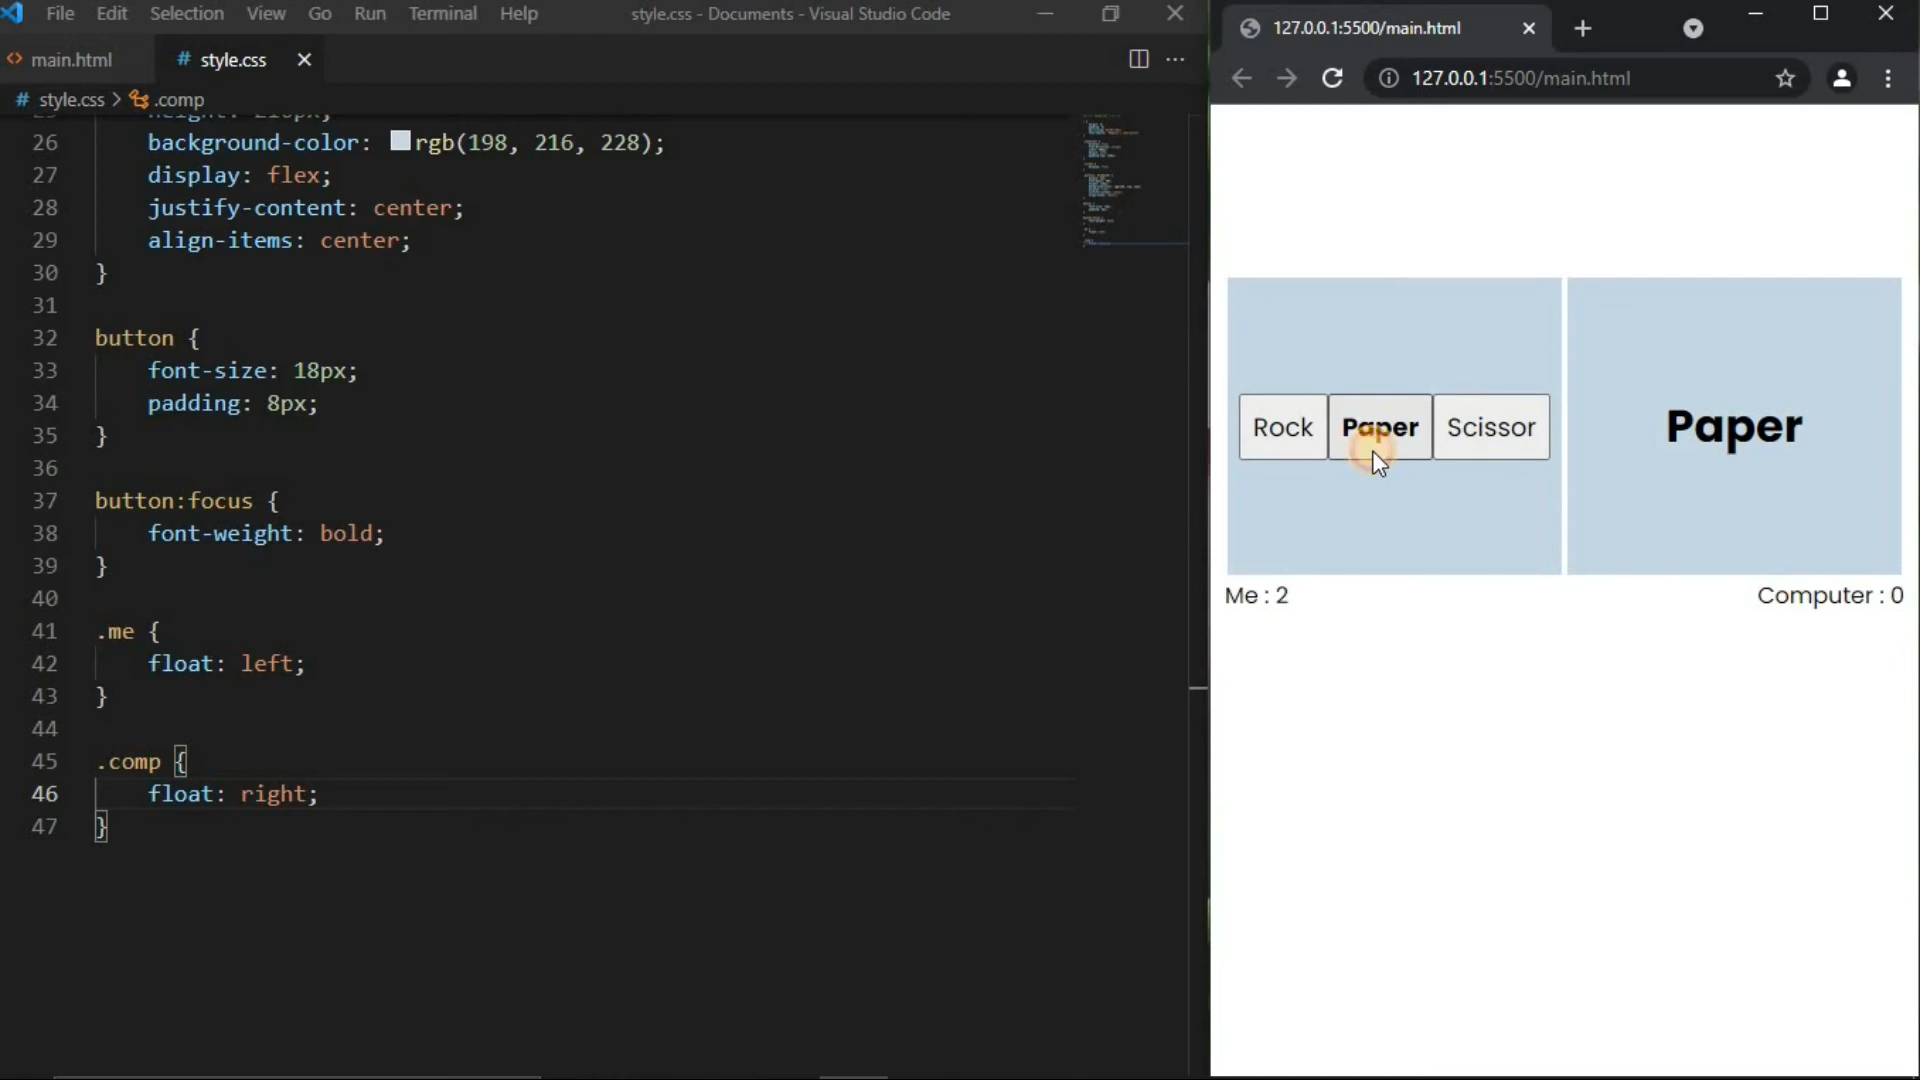 File Edit Selection View Go Run Terminal Help style.css - Documents - Visual Studio Code
<> main.html # style.css
# style.css > .comp
26 background-color: rgb(198, 216, 228);
27 display: flex;
28 justify-content: center;
29 align-items: center;
30 }
31
32 button {
33 font-size: 18px;
34 padding: 8px;
35 }
36
37 button:focus {
38 font-weight: bold;
39 }
40
41 .me {
42 float: left;
43 }
44
45 .comp {
46 float: right;
47 }
127.0.0.1:5500/main.html
127.0.0.1:5500/main.html
Rock Paper Scissor
Paper
Me : 2
Computer : 0